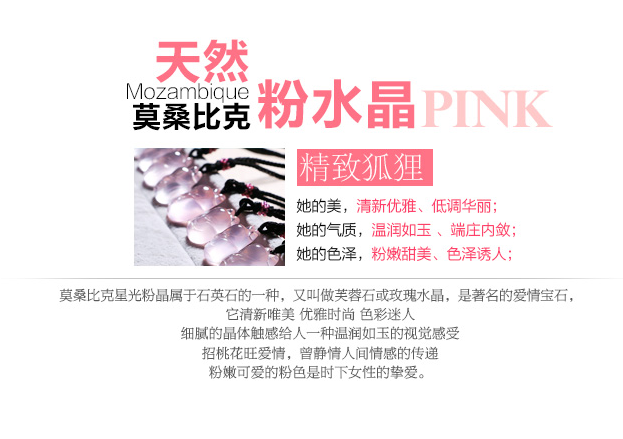 天然
Mozambique
莫桑比克
粉水晶 PINK
精致狐狸
她的美，清新优雅、低调华丽；
她的气质，温润如玉 、端庄内敛；
她的色泽，粉嫩甜美、色泽诱人；
莫桑比克星光粉晶属于石英石的一种，又叫做芙蓉石或玫瑰水晶，是著名的爱情宝石，
它清新唯美 优雅时尚 色彩迷人
细腻的晶体触感给人一种温润如玉的视觉感受
招桃花旺爱情，曾静情人间情感的传递
粉嫩可爱的粉色是时下女性的挚爱。